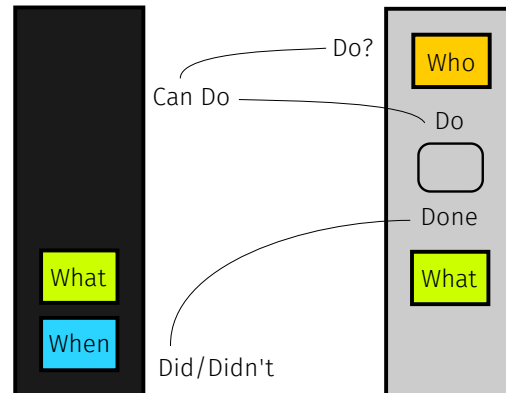 Do?
Who
Can Do
Do
Done
What
What
When
Did/Didn't